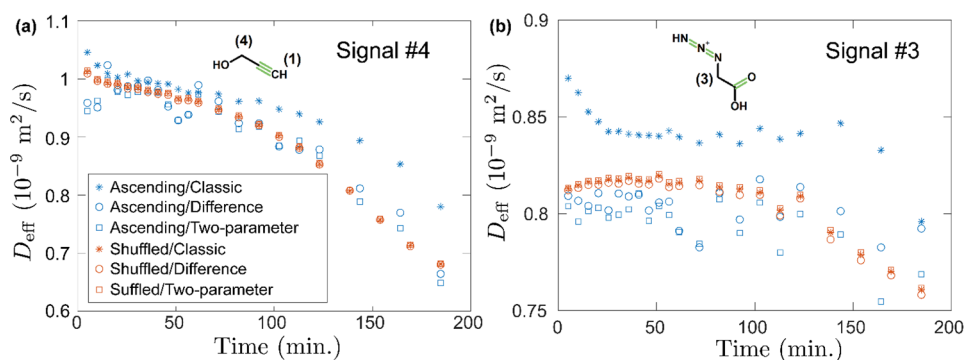 (a)
Signal #4
(4)
(1)
HO
CH
D_eff (10⁻⁹ m²/s)
1.1
1
0.9
0.8
0.7
0.6
Ascending/Classic
Ascending/Difference
Ascending/Two-parameter
Shuffled/Classic
Shuffled/Difference
Suffled/Two-parameter
0 50 100 150 200
Time (min.)
(b)
Signal #3
HN N⁺ N
(3)
O
OH
D_eff (10⁻⁹ m²/s)
0.9
0.85
0.8
0.75
0 50 100 150 200
Time (min.)